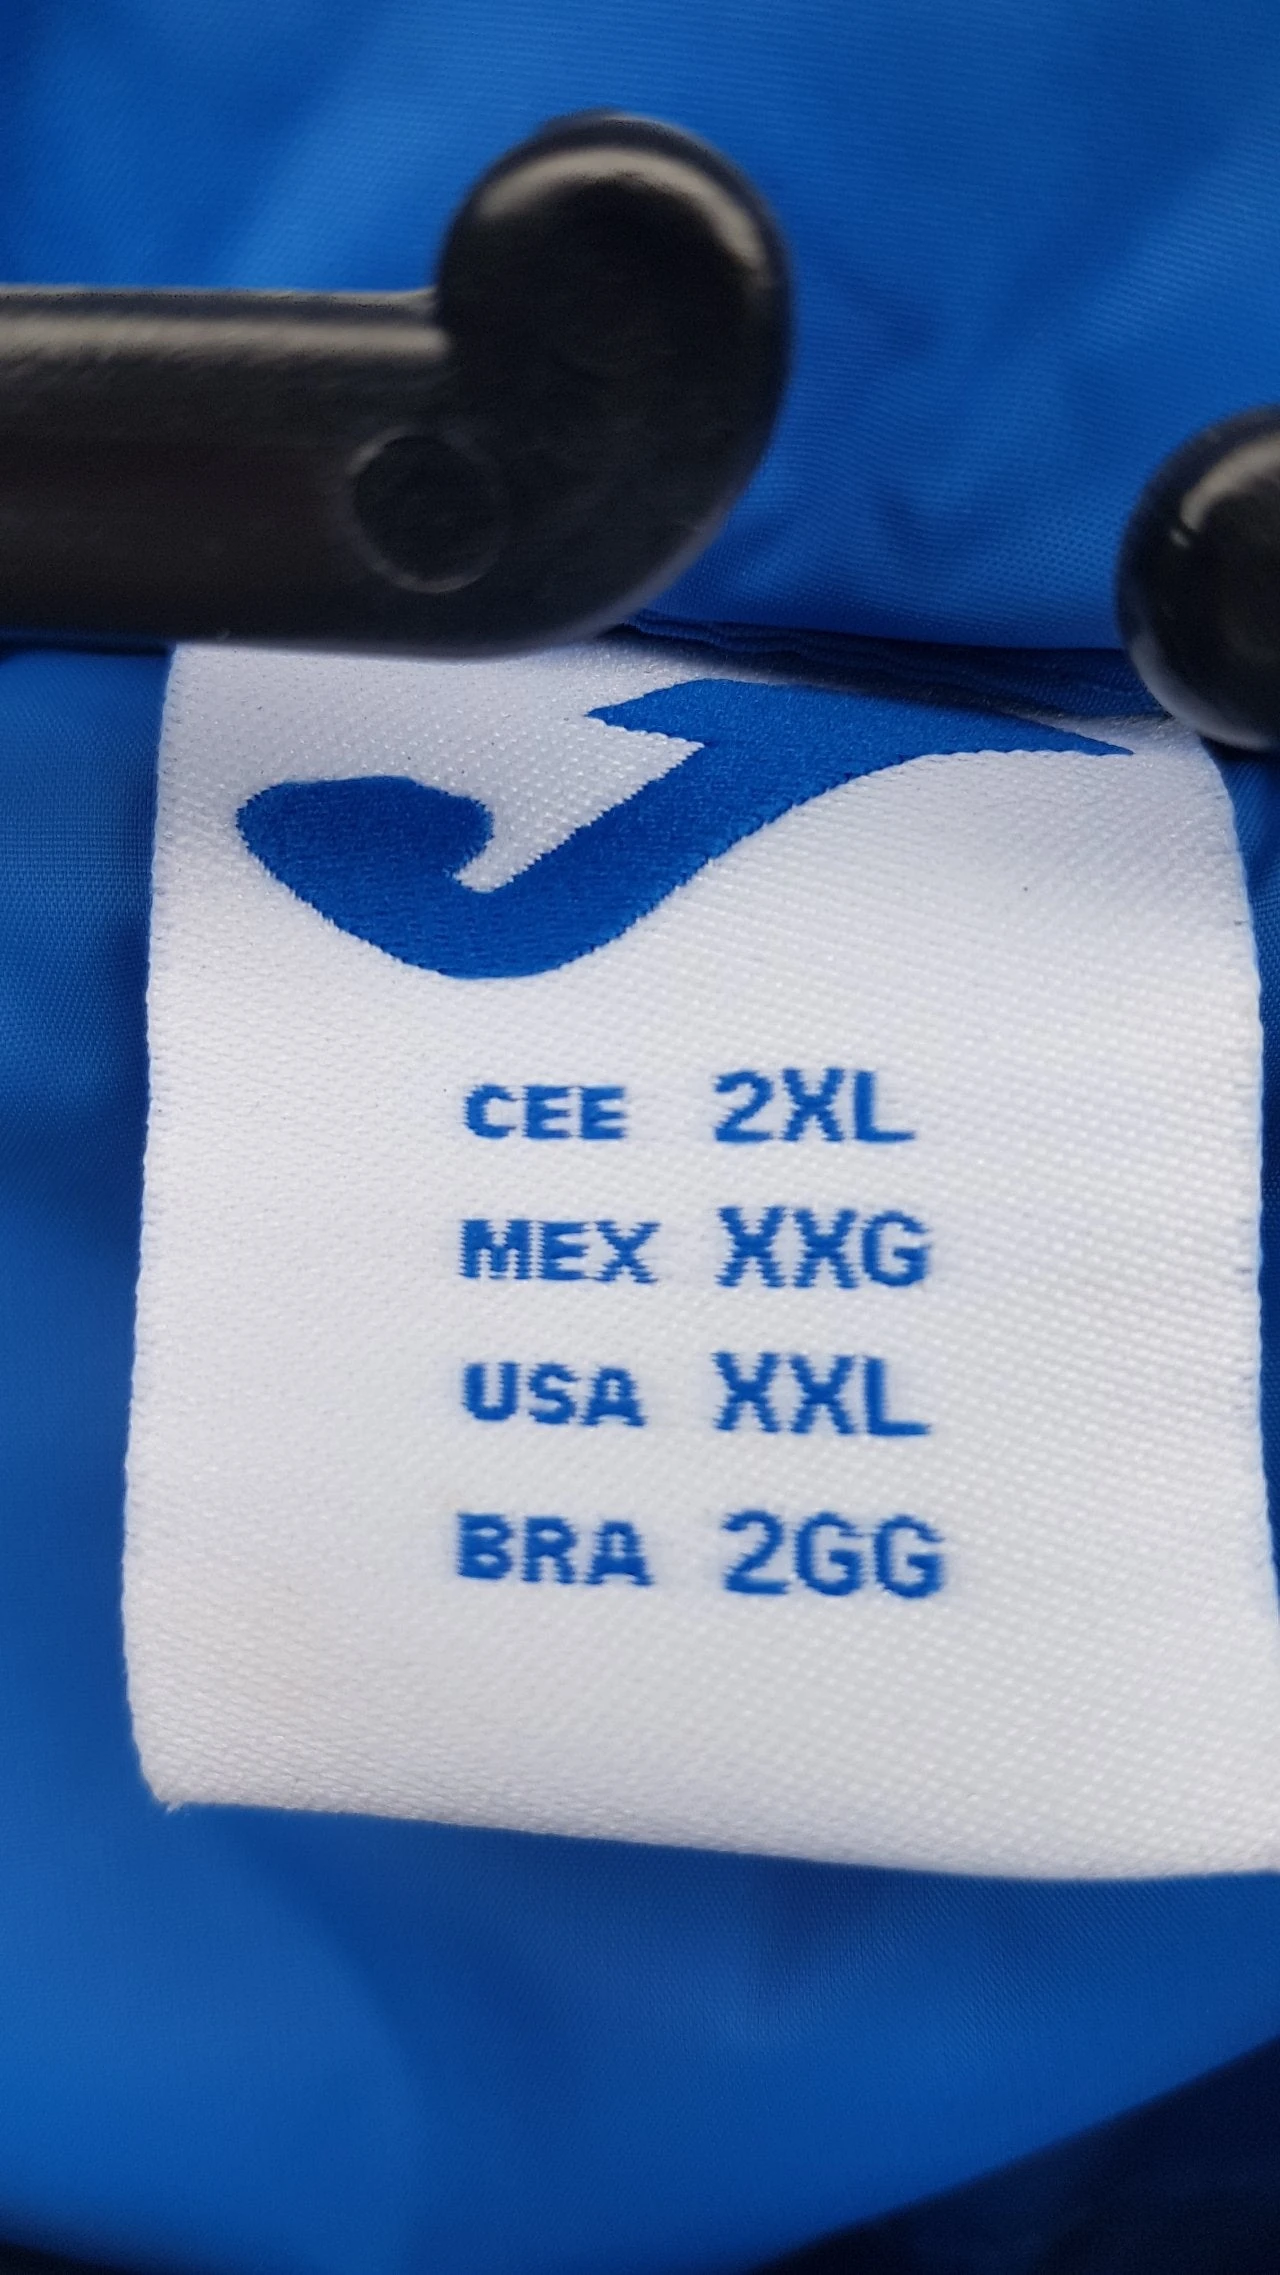 CEE 2XL
MEX XXG
USA XXL
BRA 2GG